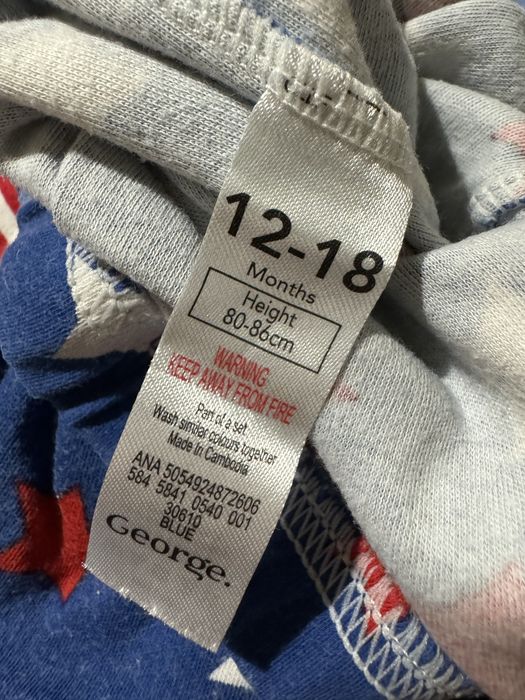 12-18
Months
Height
80-86cm
WARNING
KEEP AWAY FROM FIRE
Part of a set
Wash similar colours together
Made in Cambodia
ANA 5054924872606
584 5841 0540 001
30610
BLUE
George.